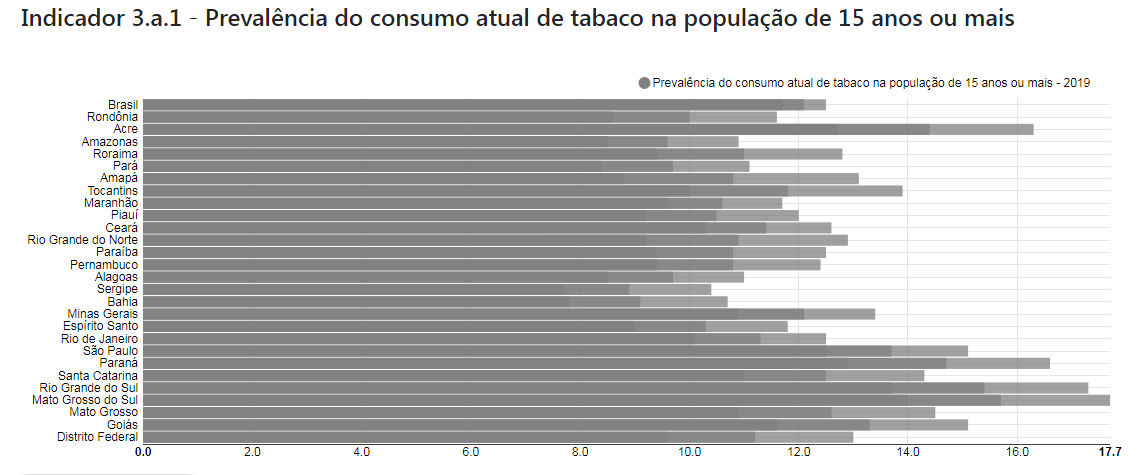 Indicador 3.a.1 - Prevalência do consumo atual de tabaco na população de 15 anos ou mais
Prevalência do consumo atual de tabaco na população de 15 anos ou mais - 2019
Brasil
Rondônia
Acre
Amazonas
Roraima
Pará
Amapá
Tocantins
Maranhão
Piauí
Ceará
Rio Grande do Norte
Paraíba
Pernambuco
Alagoas
Sergipe
Bahia
Minas Gerais
Espírito Santo
Rio de Janeiro
São Paulo
Paraná
Santa Catarina
Rio Grande do Sul
Mato Grosso do Sul
Mato Grosso
Goiás
Distrito Federal
0.0 2.0 4.0 6.0 8.0 10.0 12.0 14.0 16.0 17.7